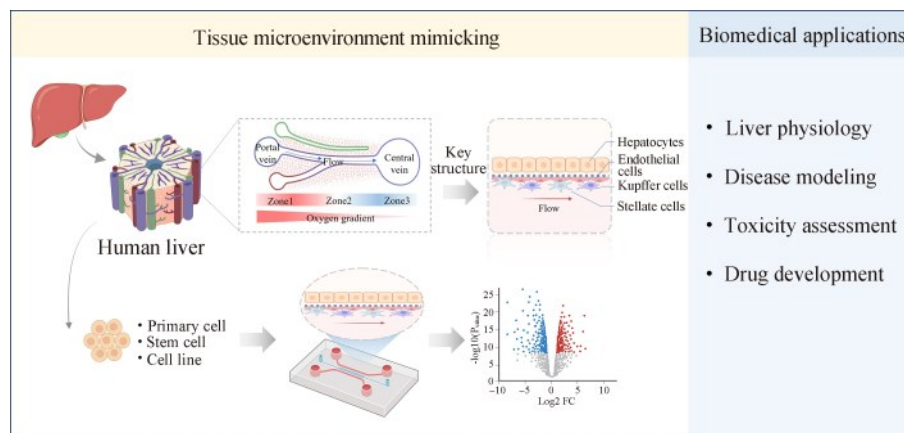 Tissue microenvironment mimicking
Biomedical applications
Portal
vein
Flow
Central
vein
Zone1
Zone2
Zone3
Oxygen gradient
Key
structure
Hepatocytes
Endothelial
cells
Kupffer cells
Stellate cells
Flow
Human liver
• Primary cell
• Stem cell
• Cell line
-log10(Pvalue)
25
20
15
10
5
0
−10
−5
0
5
10
Log2 FC
• Liver physiology
• Disease modeling
• Toxicity assessment
• Drug development